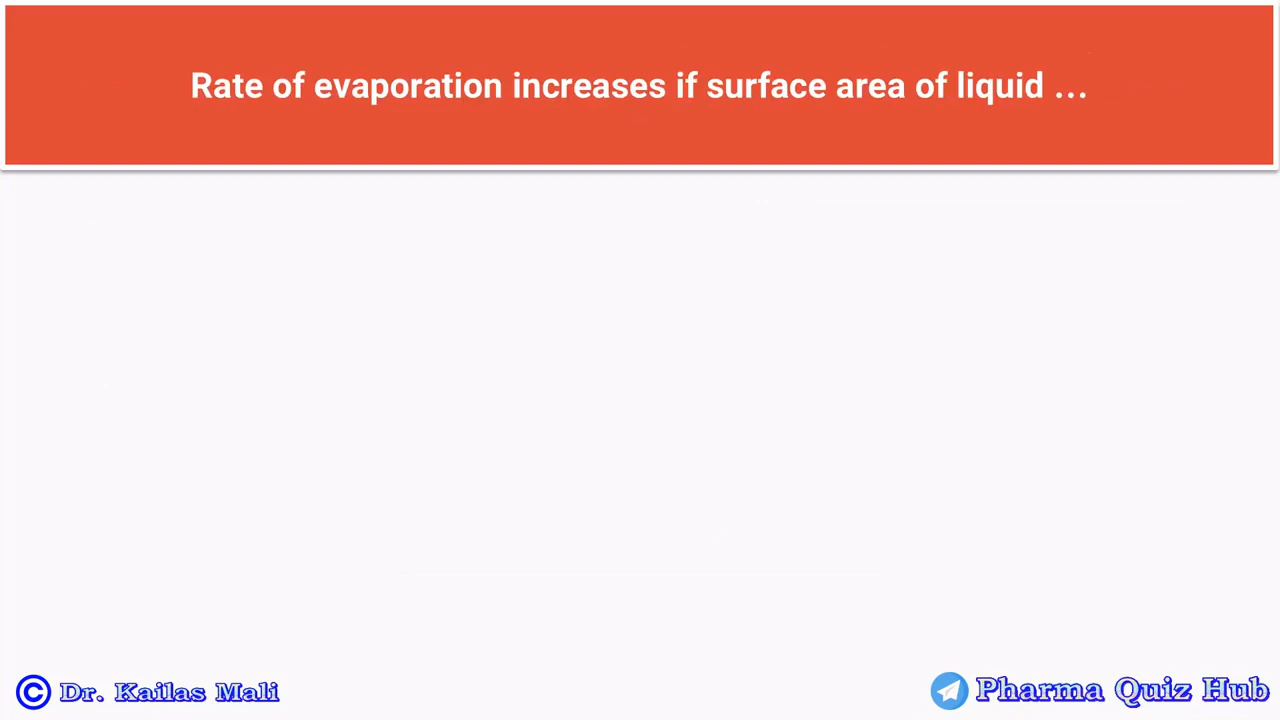 Rate of evaporation increases if surface area of liquid …
© Dr. Kailas Mali
Pharma Quiz Hub